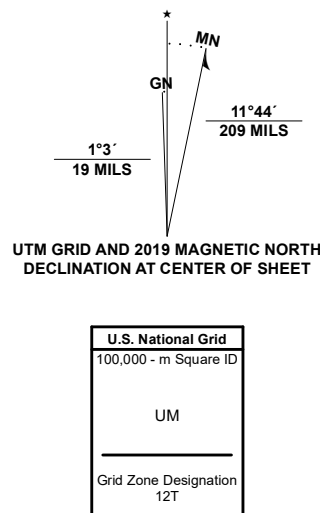 ★
MN
GN
11°44´
209 MILS
1°3´
19 MILS
UTM GRID AND 2019 MAGNETIC NORTH
DECLINATION AT CENTER OF SHEET
U.S. National Grid
100,000 - m Square ID
UM
Grid Zone Designation
12T